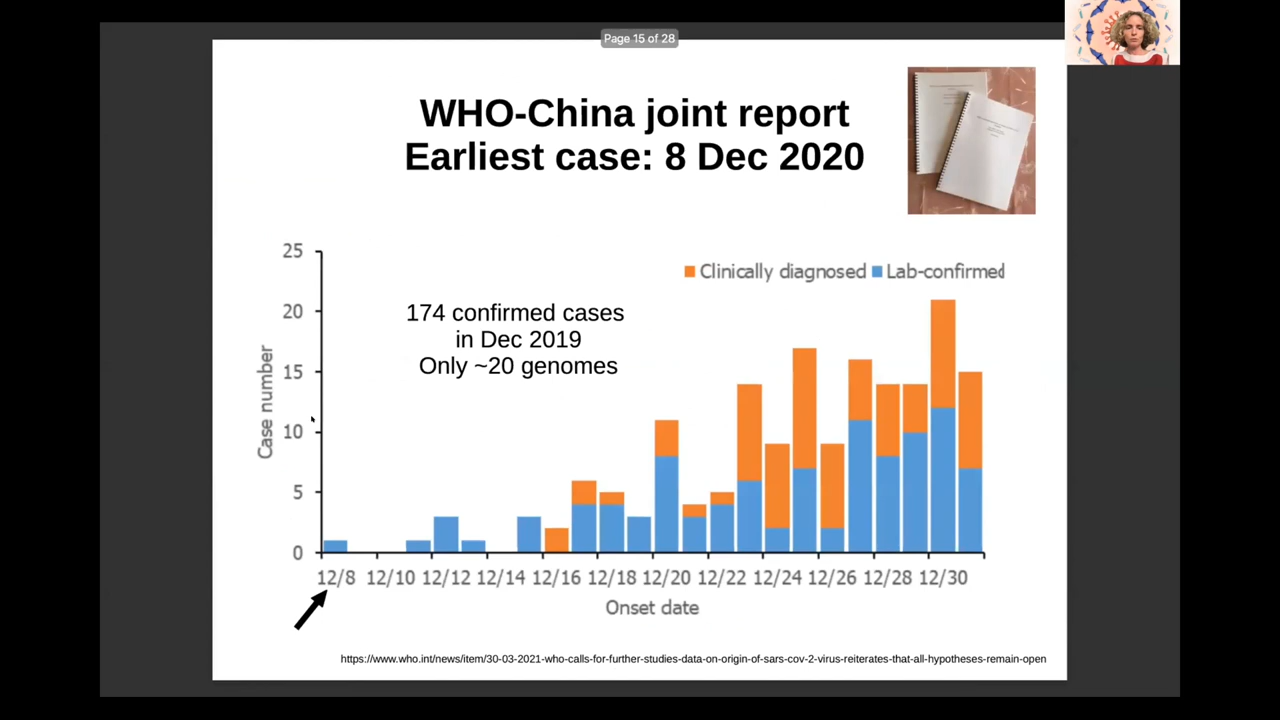 Page 15 of 28
WHO-China joint report
Earliest case: 8 Dec 2020
25
20
15
10
5
0
Case number
Clinically diagnosed Lab-confirmed
174 confirmed cases
in Dec 2019
Only ~20 genomes
12/8 12/10 12/12 12/14 12/16 12/18 12/20 12/22 12/24 12/26 12/28 12/30
Onset date
https://www.who.int/news/item/30-03-2021-who-calls-for-further-studies-data-on-origin-of-sars-cov-2-virus-reiterates-that-all-hypotheses-remain-open